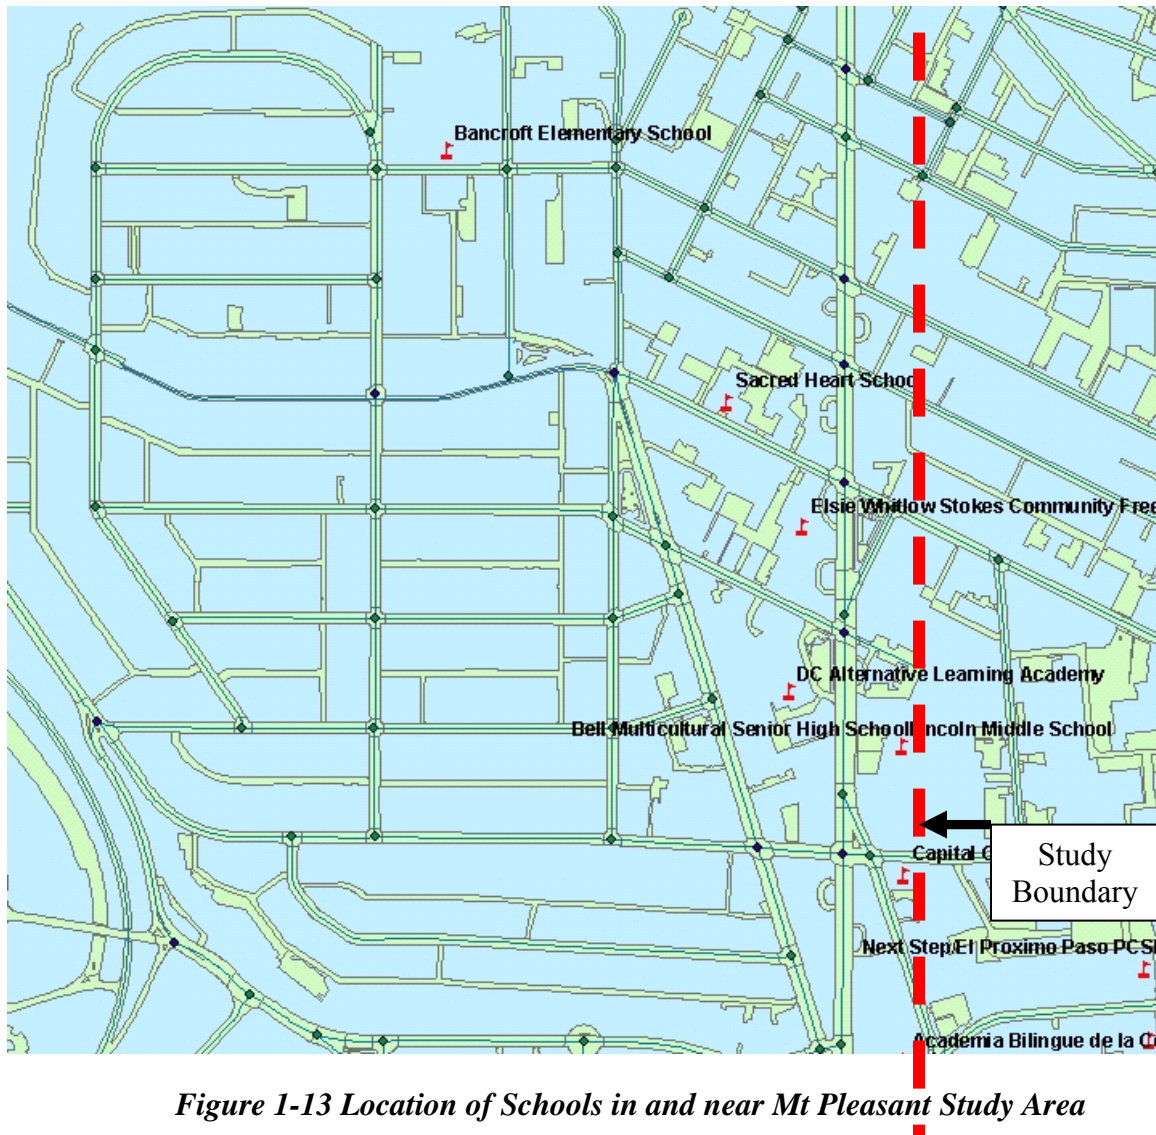 Bancroft Elementary School
Sacred Heart School
Elsie Whitlow Stokes Community Free
DC Alternative Learning Academy
Bell Multicultural Senior High School Lincoln Middle School
Capital C
Study
Boundary
Next Step/El Proximo Paso PCS
Academia Bilingue de la Co
Figure 1-13 Location of Schools in and near Mt Pleasant Study Area